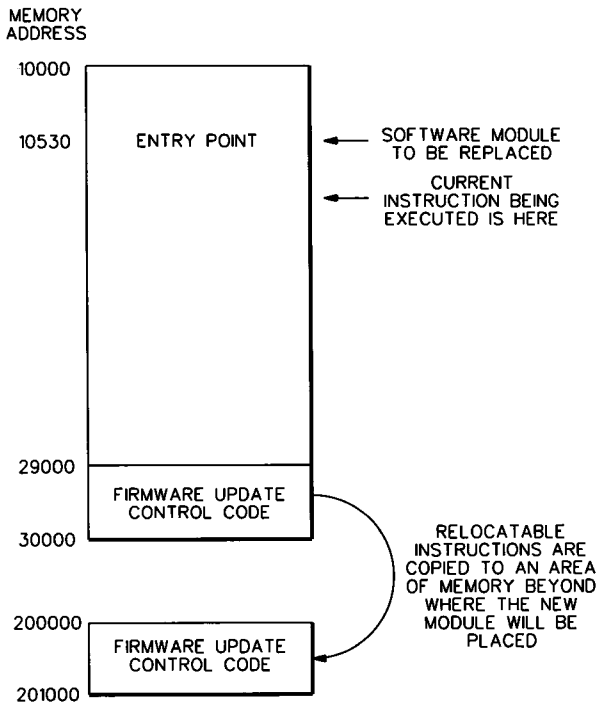 MEMORY
ADDRESS
10000
10530
ENTRY POINT
SOFTWARE MODULE
TO BE REPLACED
CURRENT
INSTRUCTION BEING
EXECUTED IS HERE
29000
FIRMWARE UPDATE
CONTROL CODE
30000
RELOCATABLE
INSTRUCTIONS ARE
COPIED TO AN AREA
OF MEMORY BEYOND
WHERE THE NEW
MODULE WILL BE
PLACED
200000
FIRMWARE UPDATE
CONTROL CODE
201000